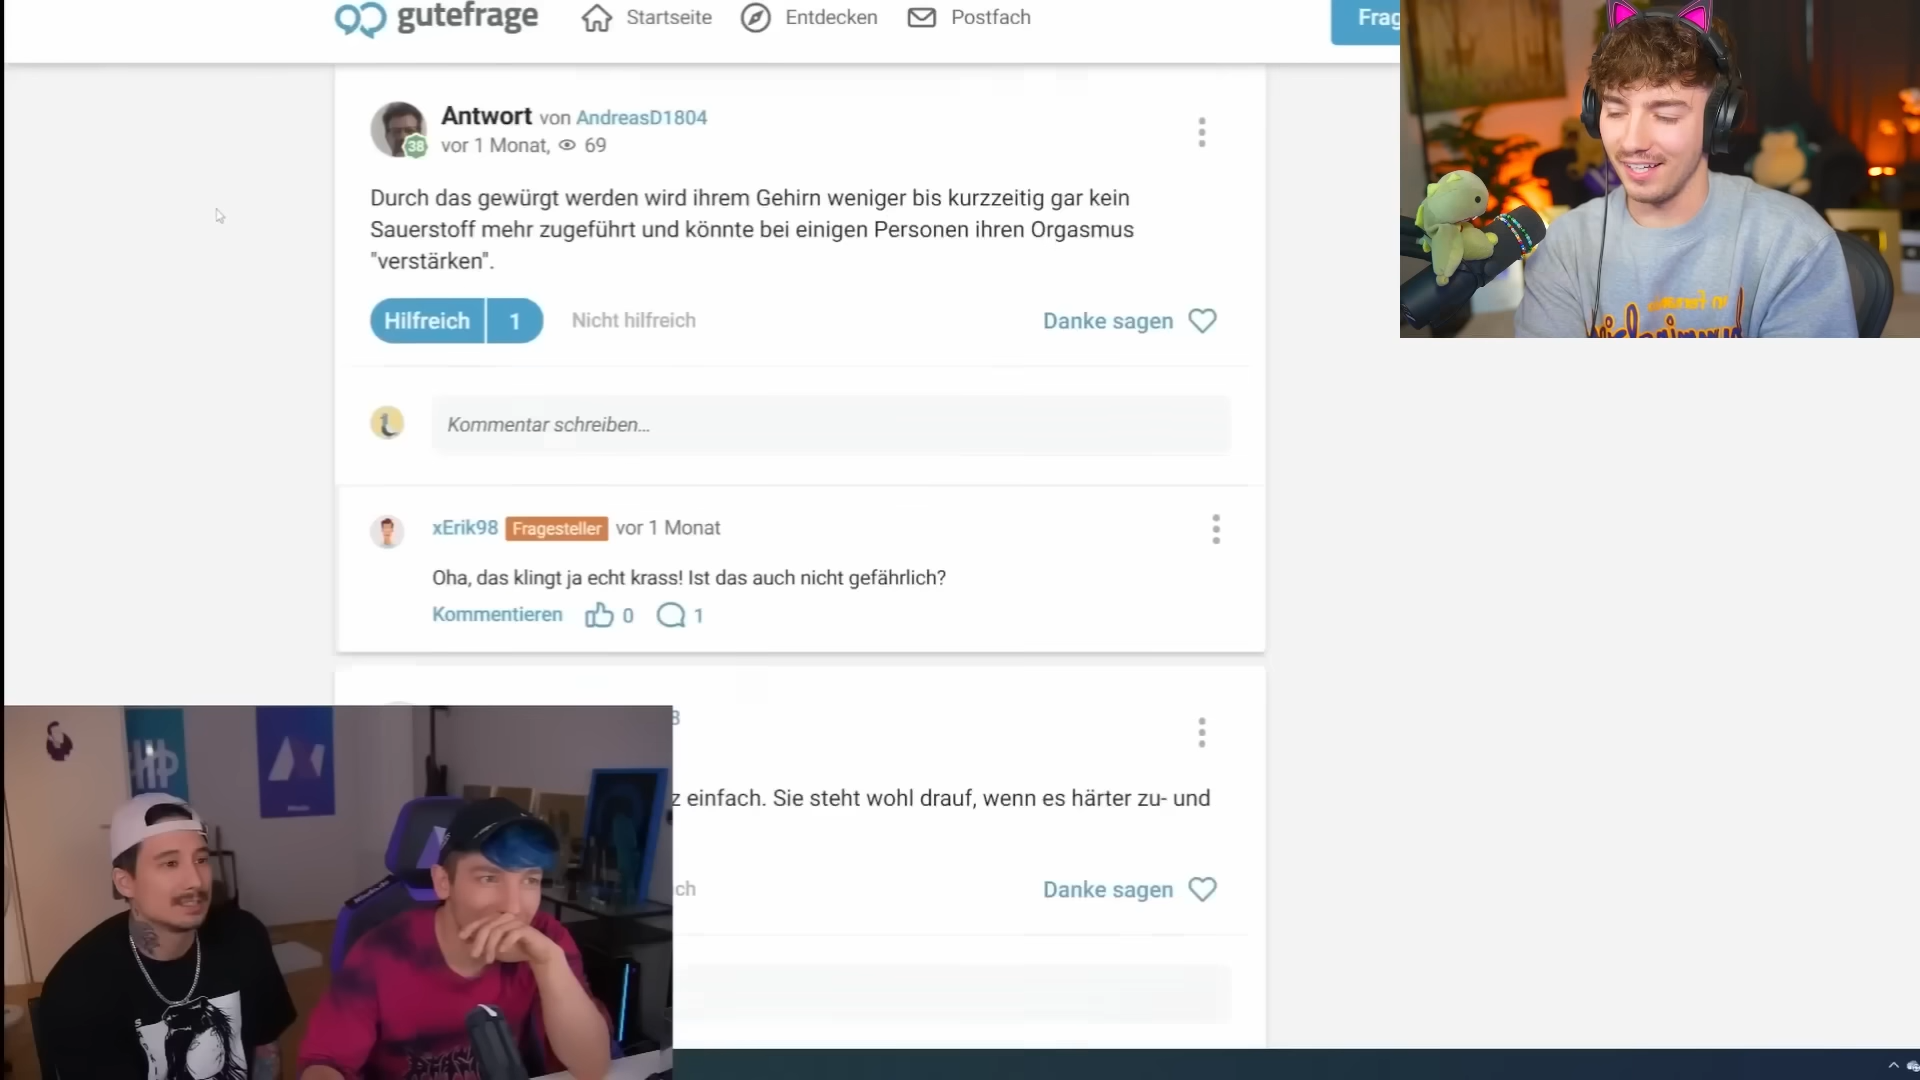 gutefrage Startseite Entdecken Postfach Frag
Antwort von AndreasD1804
38 vor 1 Monat, 69
Durch das gewürgt werden wird ihrem Gehirn weniger bis kurzzeitig gar kein
Sauerstoff mehr zugeführt und könnte bei einigen Personen ihren Orgasmus
"verstärken".
Hilfreich 1 Nicht hilfreich Danke sagen
Kommentar schreiben...
xErik98 Fragesteller vor 1 Monat
Oha, das klingt ja echt krass! Ist das auch nicht gefährlich?
Kommentieren 0 1
z einfach. Sie steht wohl drauf, wenn es härter zu- und
ch Danke sagen